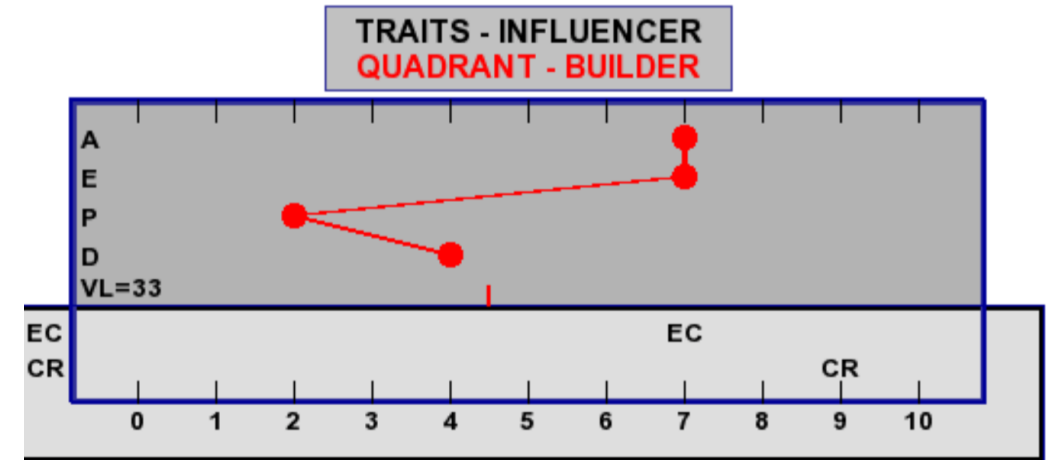 TRAITS - INFLUENCER
QUADRANT - BUILDER
A
E
P
D
VL=33
EC EC
CR CR
0 1 2 3 4 5 6 7 8 9 10